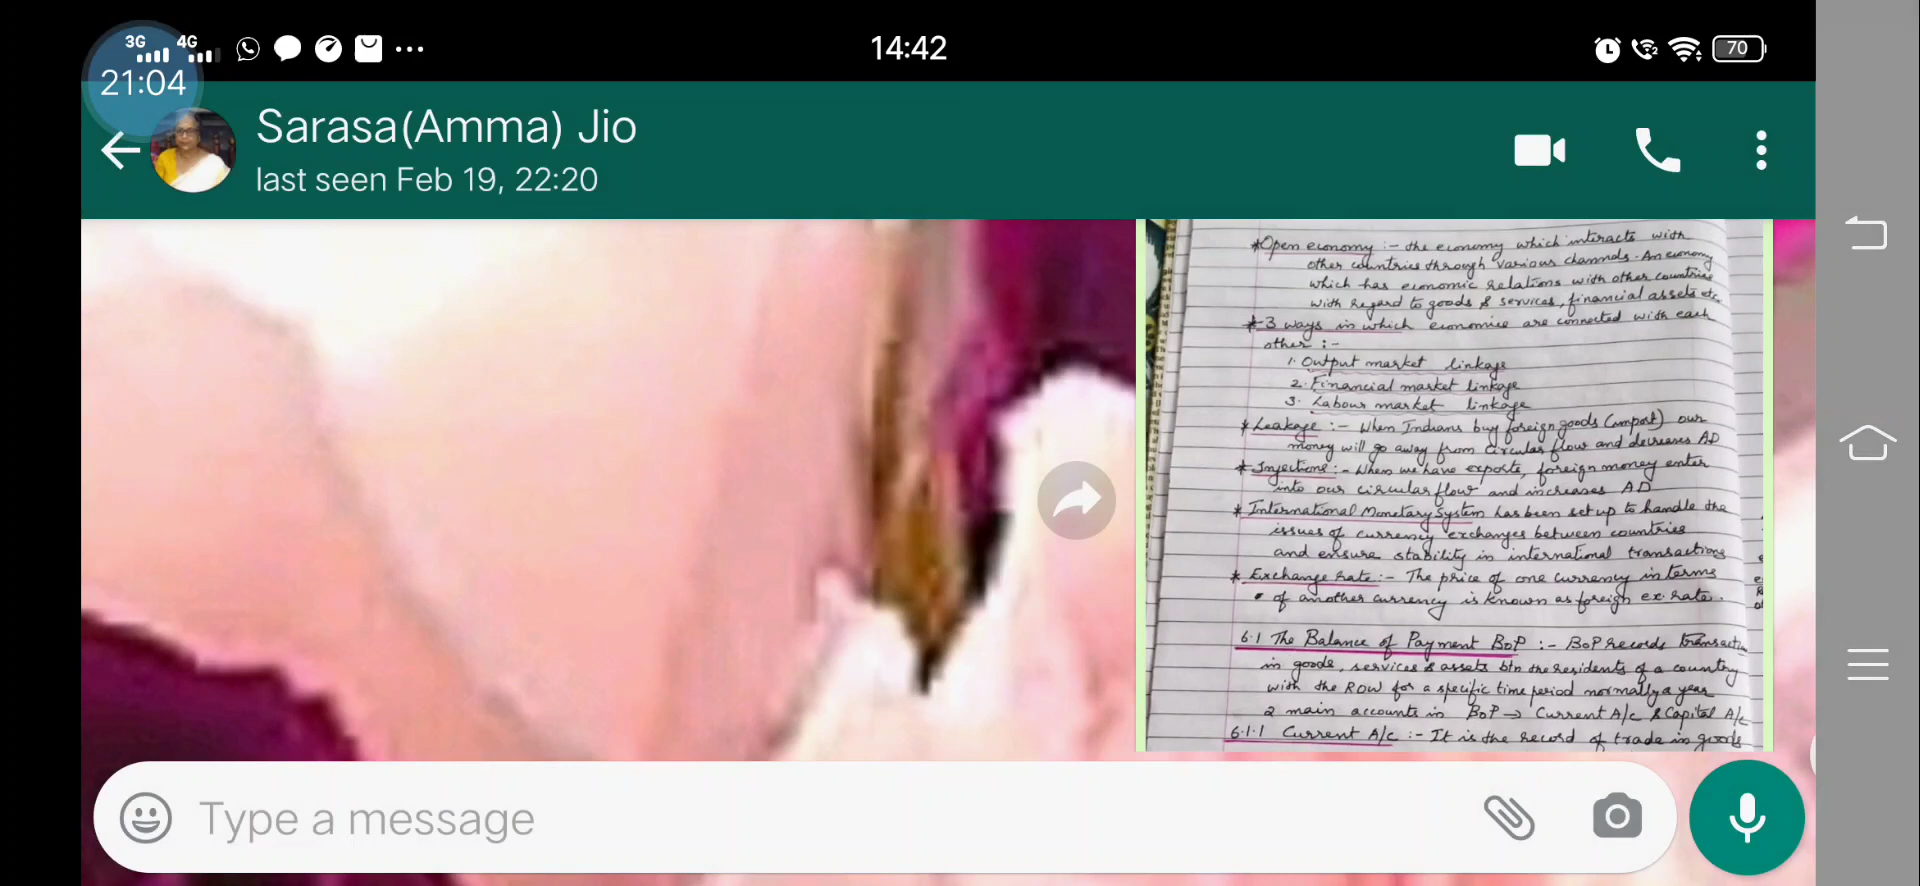 3G 4G
14:42
70
21:04
Sarasa(Amma) Jio
last seen Feb 19, 22:20
*Open economy :- the economy which interacts with
other countries through various channels. An economy
which has economic relations with other countries
with regard to goods & services, financial assets etc.
*3 ways in which economies are connected with each
other :-
1. Output market linkage
2. Financial market linkage
3. Labour market linkage
* Leakage :- When Indians buy foreign goods (import) our
money will go away from circular flow and decreases AD
* Injections :- When we have exports, foreign money enter
into our circular flow and increases AD
* International Monetary System has been set up to handle the
issues of currency exchanges between countries
and ensure stability in international transactions
* Exchange rate :- The price of one currency in terms
of another currency is known as foreign ex. rate.
6.1 The Balance of Payment BoP :- BoP records transactn
in goods, services & assets btn the residents of a country
with the ROW for a specific time period normally a year
2 main accounts in BoP → Current A/c & Capital A/c
6.1.1 Current A/c :- It is the record of trade in goods
Type a message